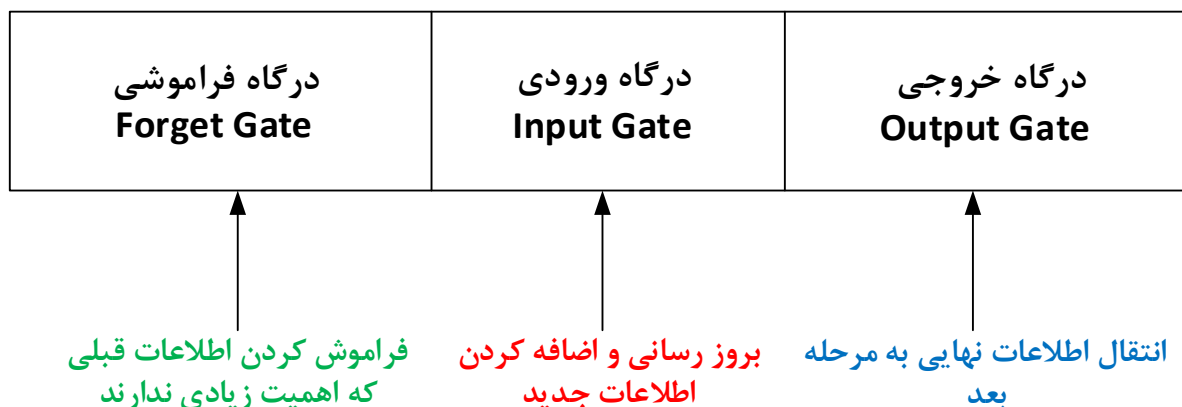 درگاه فراموشی
Forget Gate
درگاه ورودی
Input Gate
درگاه خروجی
Output Gate
فراموش کردن اطلاعات قبلی
که اهمیت زیادی ندارند
بروز رسانی و اضافه کردن
اطلاعات جدید
انتقال اطلاعات نهایی به مرحله
بعد